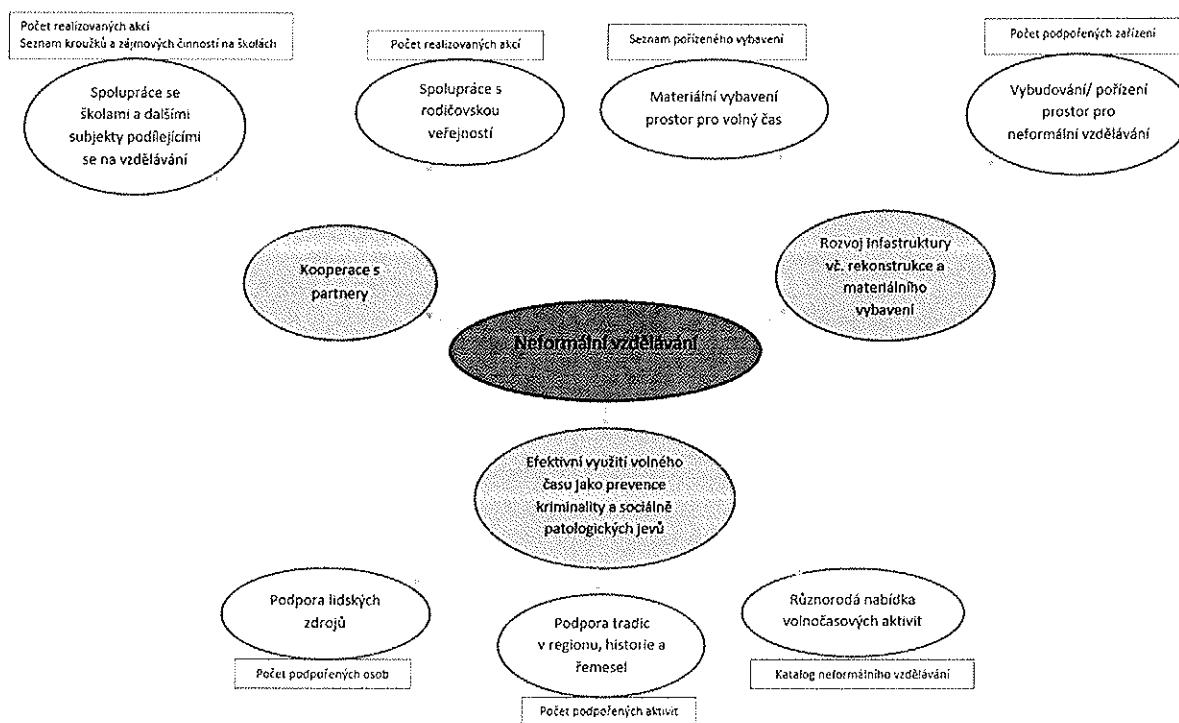 Počet realizovaných akcí
Seznam kroužků a zájmových činností na školách
Spolupráce se
školami a dalšími
subjekty podílejícími
se na vzdělávání
Počet realizovaných akcí
Spolupráce s
rodičovskou
veřejností
Seznam pořízeného vybavení
Materiální vybavení
prostor pro volný čas
Počet podpořených zařízení
Vybudování/ pořízení
prostor pro
neformální vzdělávání
Kooperace s
partnery
Rozvoj infastruktury
vč. rekonstrukce a
materiálního
vybavení
Neformální vzdělávání
Efektivní využití volného
času jako prevence
kriminality a sociálně
patologických jevů
Podpora lidských
zdrojů
Počet podpořených osob
Podpora tradic
v regionu, historie a
řemesel
Počet podpořených aktivit
Různorodá nabídka
volnočasových aktivit
Katalog neformálního vzdělávání